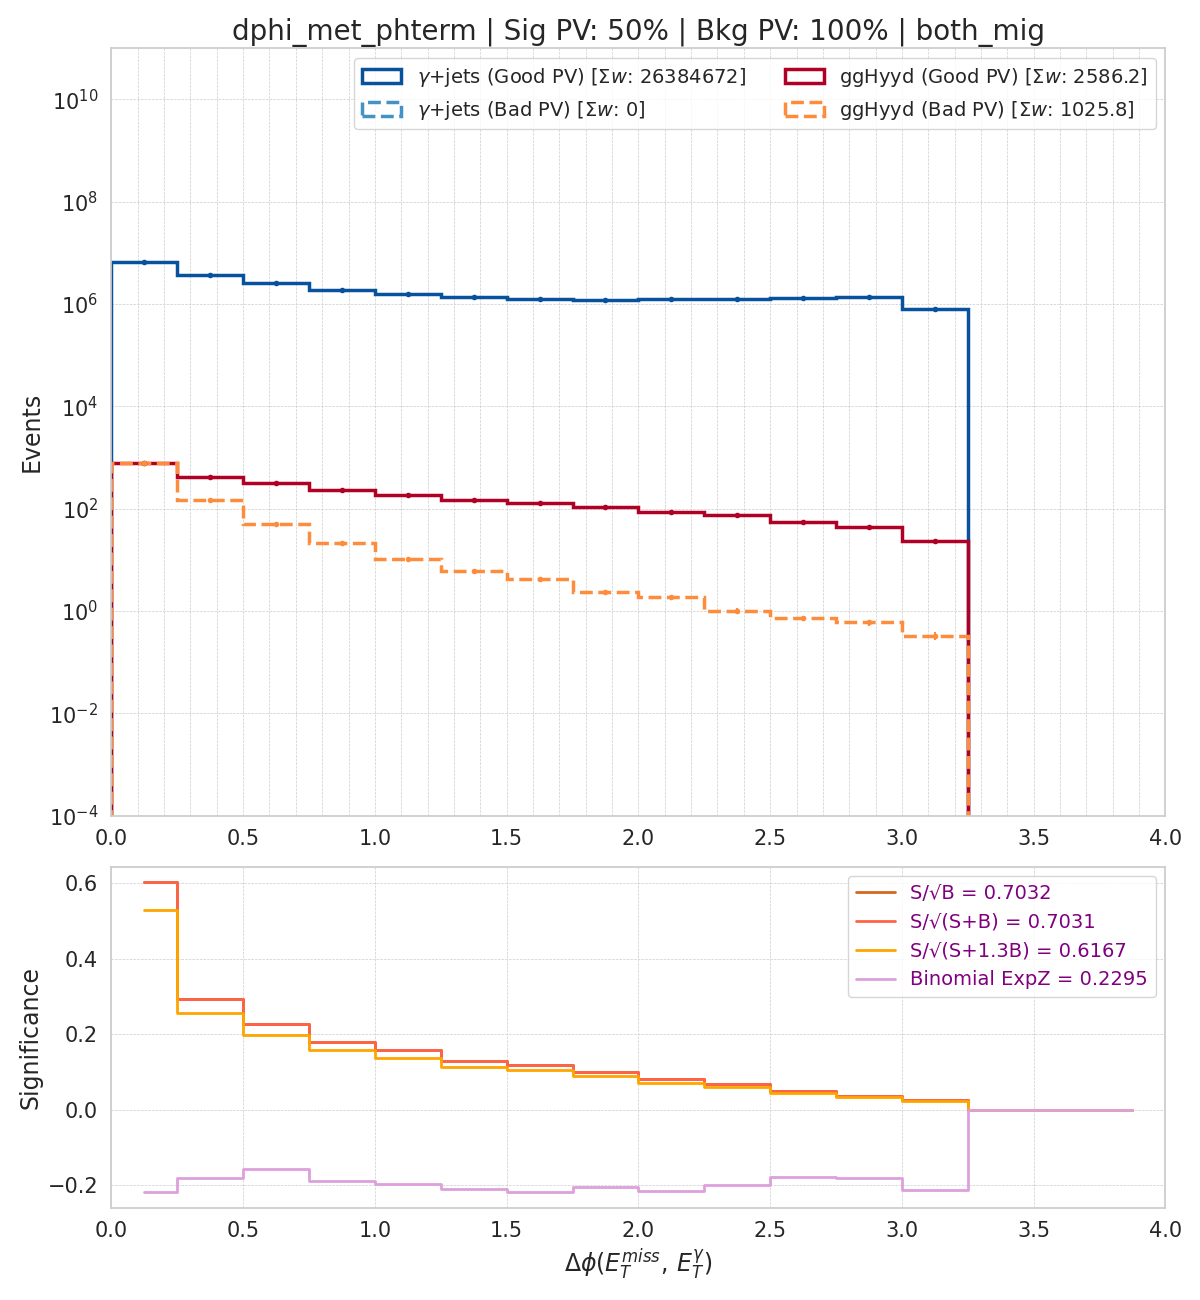 dphi_met_phterm | Sig PV: 50% | Bkg PV: 100% | both_mig
γ+jets (Good PV) [Σw: 26384672]
γ+jets (Bad PV) [Σw: 0]
ggHyyd (Good PV) [Σw: 2586.2]
ggHyyd (Bad PV) [Σw: 1025.8]
Events
10^10
10^8
10^6
10^4
10^2
10^0
10^−2
10^−4
0.0 0.5 1.0 1.5 2.0 2.5 3.0 3.5 4.0
S/√B = 0.7032
S/√(S+B) = 0.7031
S/√(S+1.3B) = 0.6167
Binomial ExpZ = 0.2295
Significance
0.6
0.4
0.2
0.0
−0.2
0.0 0.5 1.0 1.5 2.0 2.5 3.0 3.5 4.0
Δϕ(E_T^miss, E_T^γ)